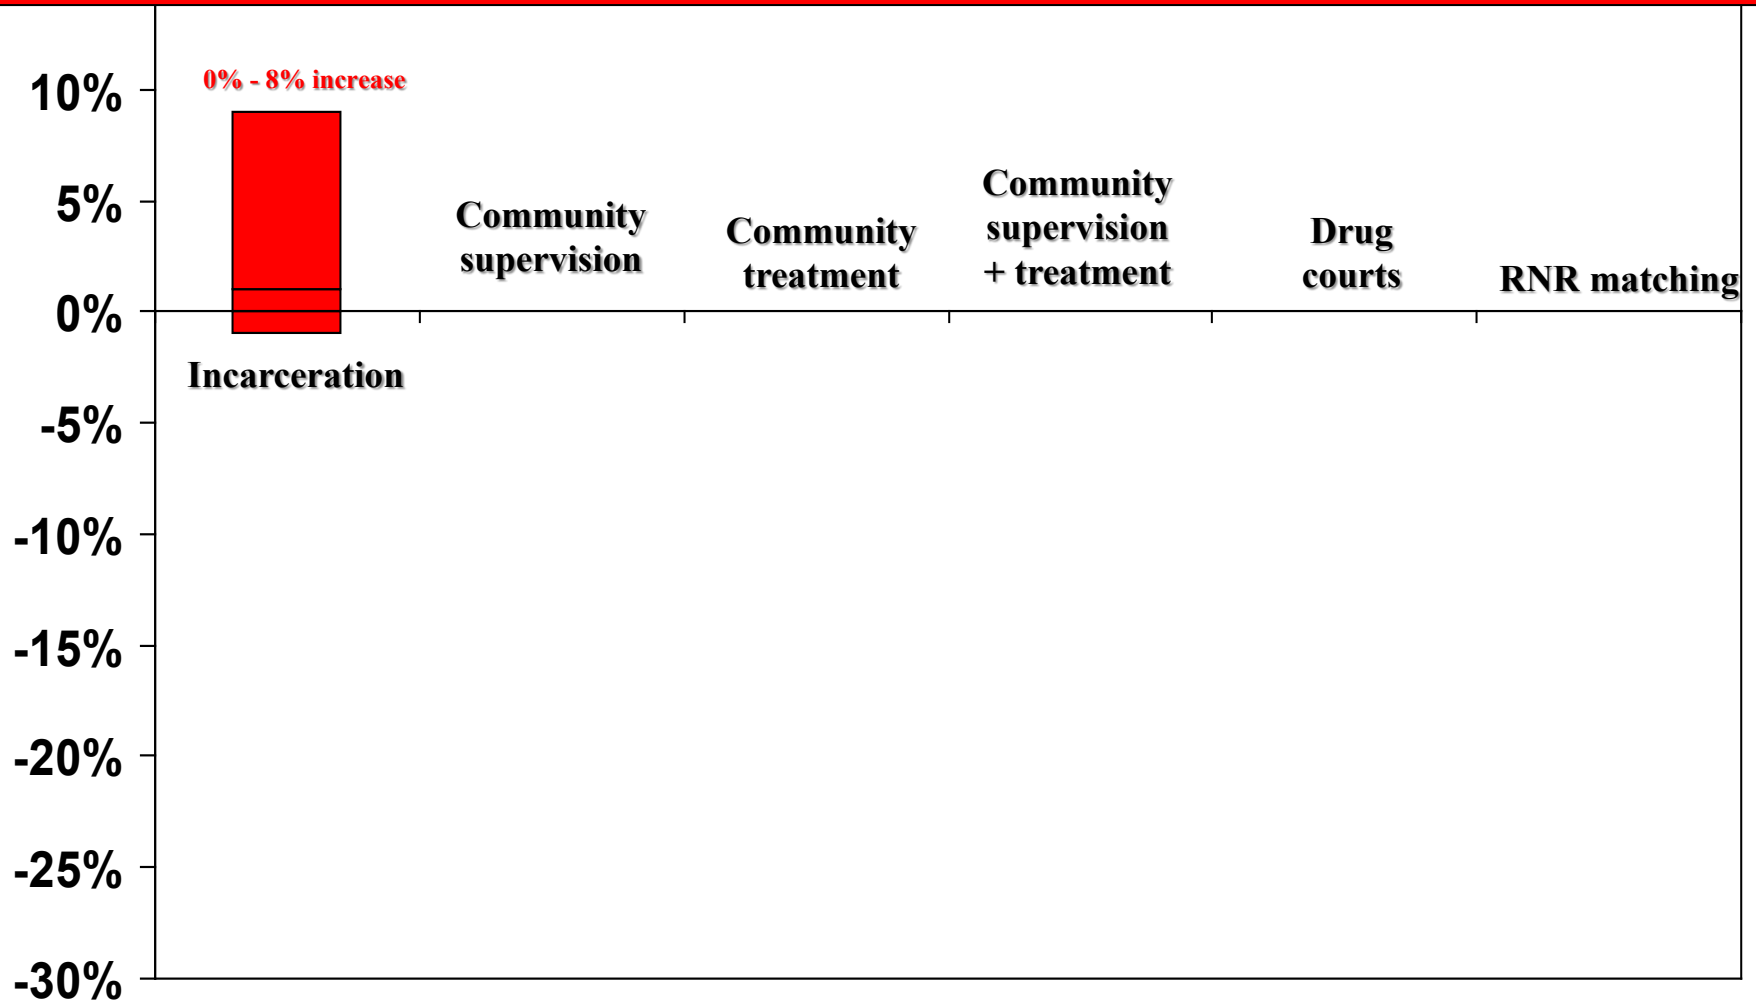 10%
5%
0%
-5%
-10%
-15%
-20%
-25%
-30%
0% - 8% increase
Incarceration
Community
supervision
Community
treatment
Community
supervision
+ treatment
Drug
courts
RNR matching